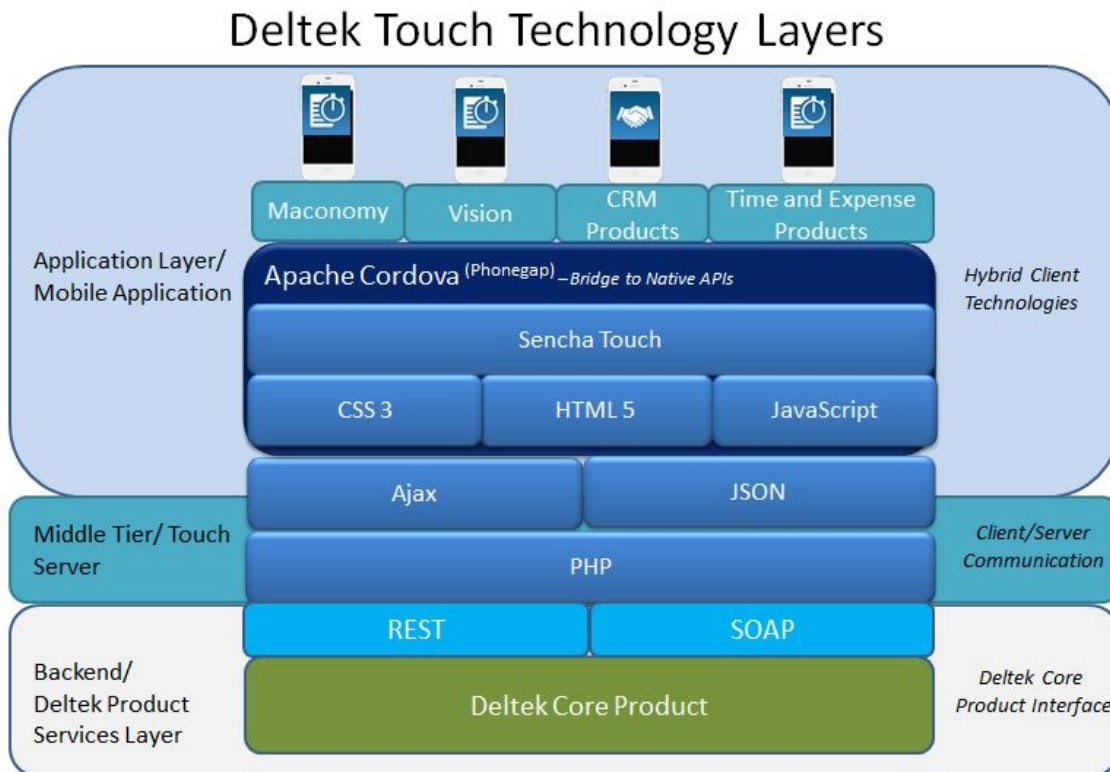 Deltek Touch Technology Layers
Maconomy
Vision
CRM
Products
Time and Expense
Products
Application Layer/
Mobile Application
Apache Cordova (Phonegap) – Bridge to Native APIs
Hybrid Client
Technologies
Sencha Touch
CSS 3
HTML 5
JavaScript
Ajax
JSON
Middle Tier/ Touch
Server
PHP
Client/Server
Communication
REST
SOAP
Backend/
Deltek Product
Services Layer
Deltek Core Product
Deltek Core
Product Interface